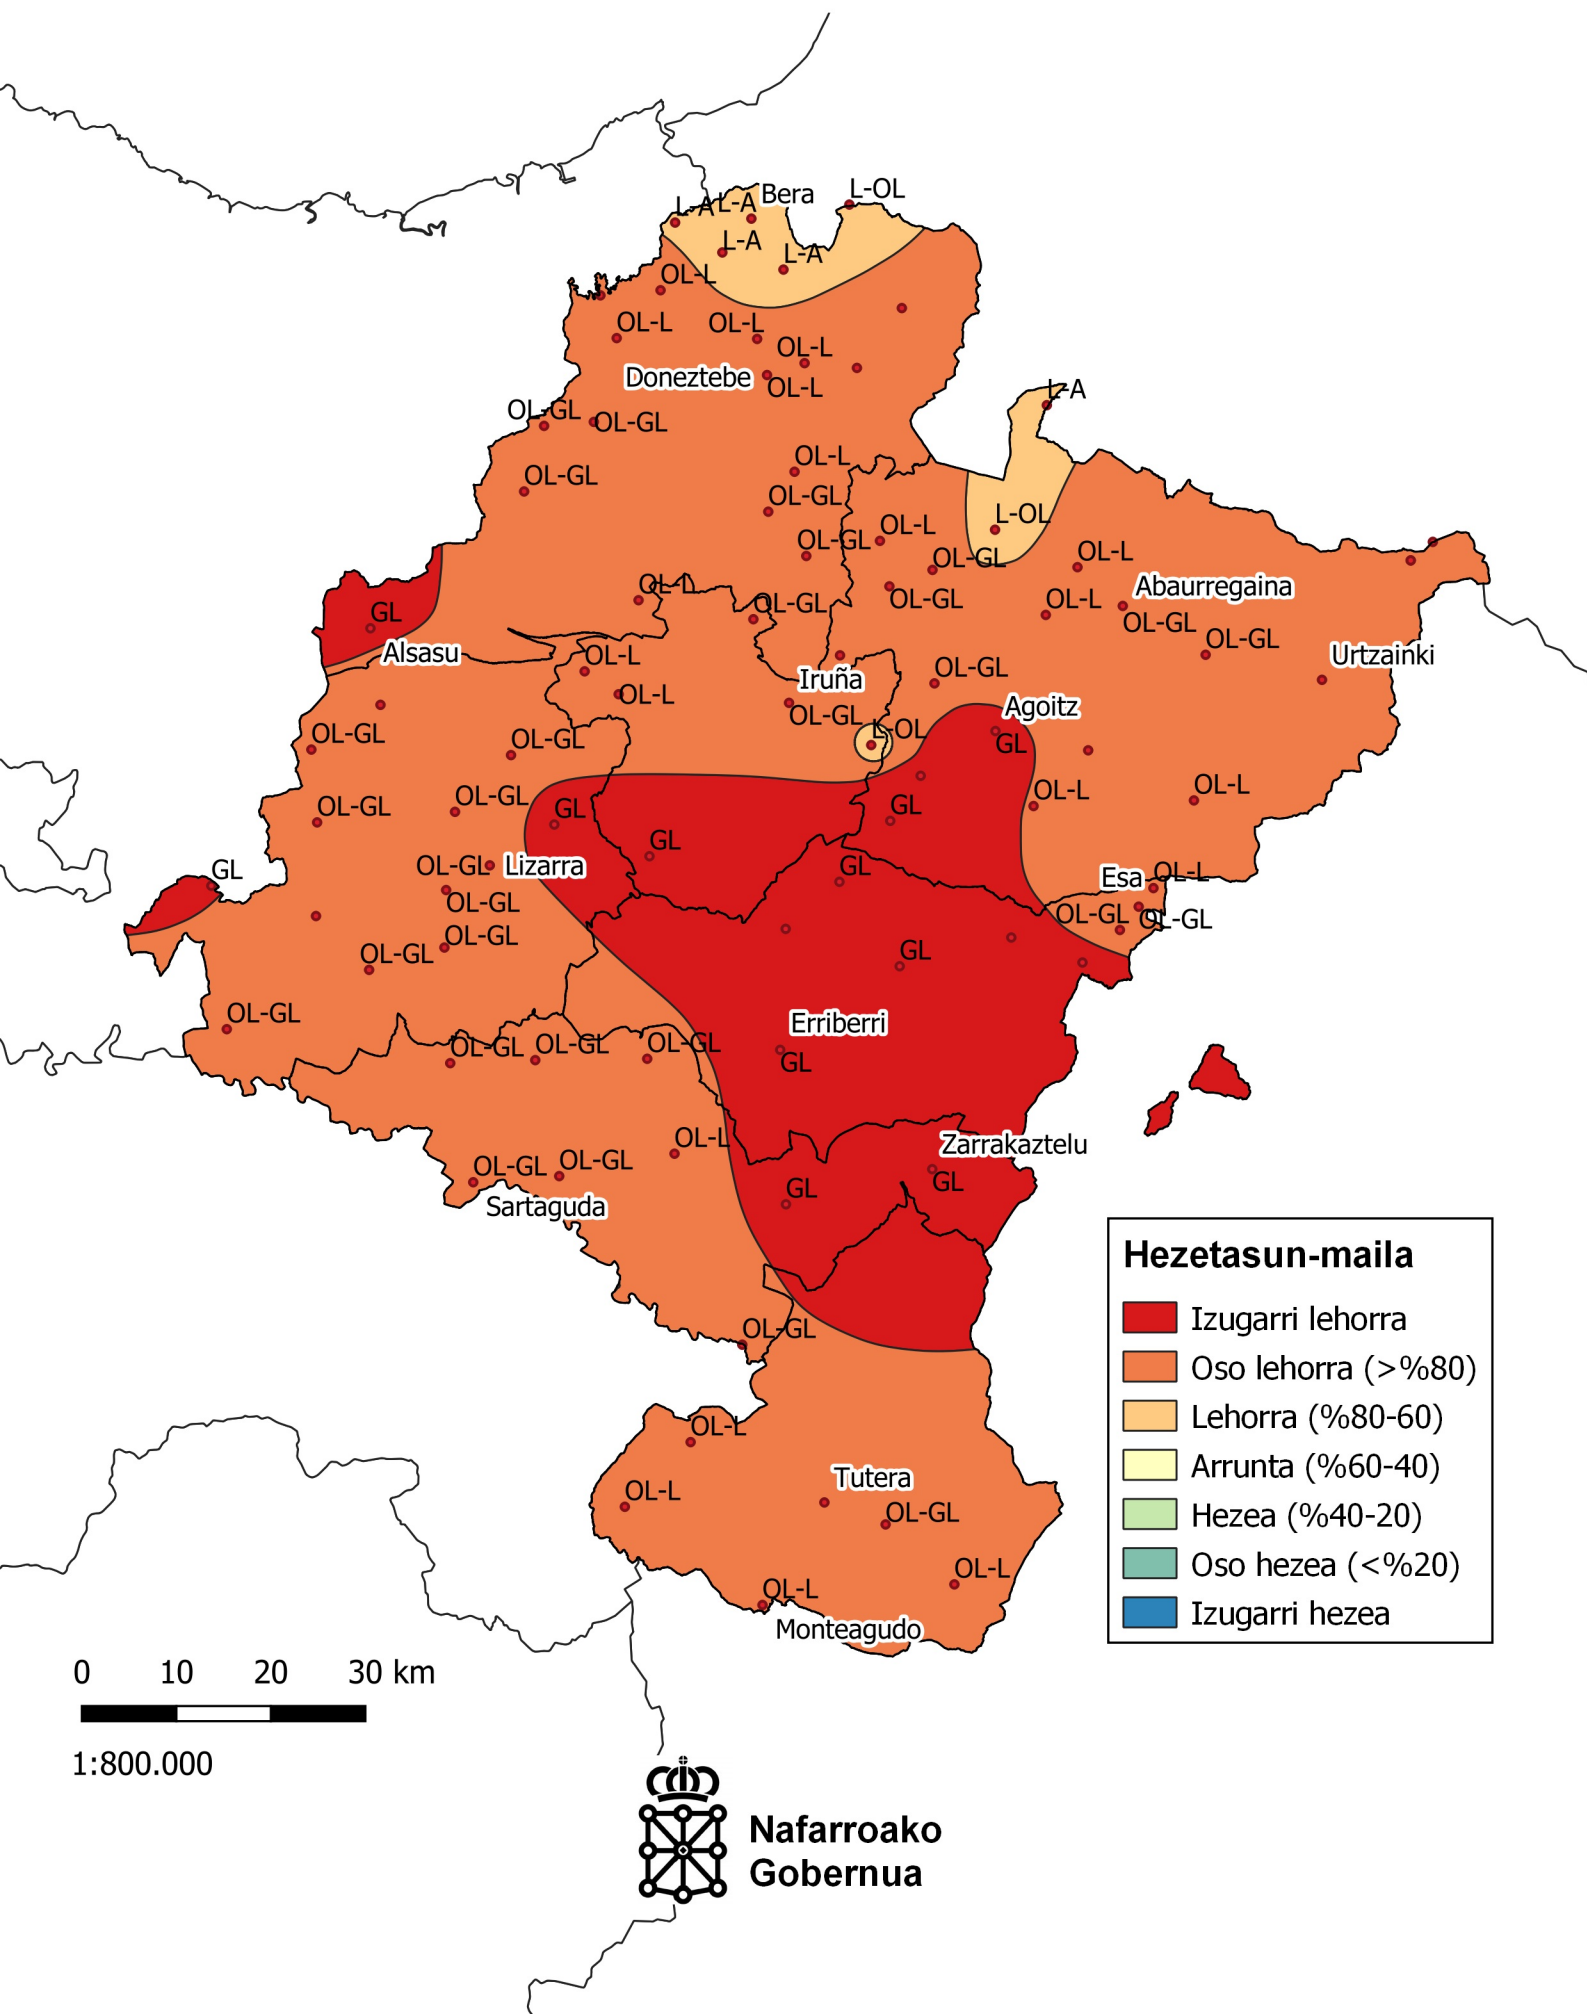 Bera
L-OL
L-A
L-A
L-A
L-A
OL-L
OL-L
OL-L
OL-L
Doneztebe
OL-L
L-A
OL-GL
OL-GL
OL-L
OL-GL
OL-GL
L-OL
OL-L
OL-GL
OL-GL
OL-L
OL-L
Abaurregaina
OL-GL
OL-L
OL-GL
OL-L
GL
OL-GL
OL-GL
Alsasu
OL-L
Urtzainki
Iruña
OL-GL
OL-L
Agoitz
OL-GL
L-OL
OL-GL
OL-GL
GL
OL-L
OL-L
OL-GL
OL-GL
GL
GL
GL
Lizarra
OL-GL
GL
GL
Esa
OL-L
OL-GL
OL-GL
OL-GL
OL-GL
OL-GL
GL
OL-GL
Erriberri
OL-GL
OL-GL
OL-GL
GL
OL-L
Zarrakaztelu
OL-GL
OL-GL
GL
GL
Sartaguda
OL-GL
OL-L
Tutera
OL-L
OL-GL
OL-L
OL-L
Monteagudo
Hezetasun-maila
Izugarri lehorra
Oso lehorra (>%80)
Lehorra (%80-60)
Arrunta (%60-40)
Hezea (%40-20)
Oso hezea (<%20)
Izugarri hezea
0 10 20 30 km
1:800.000
Nafarroako
Gobernua